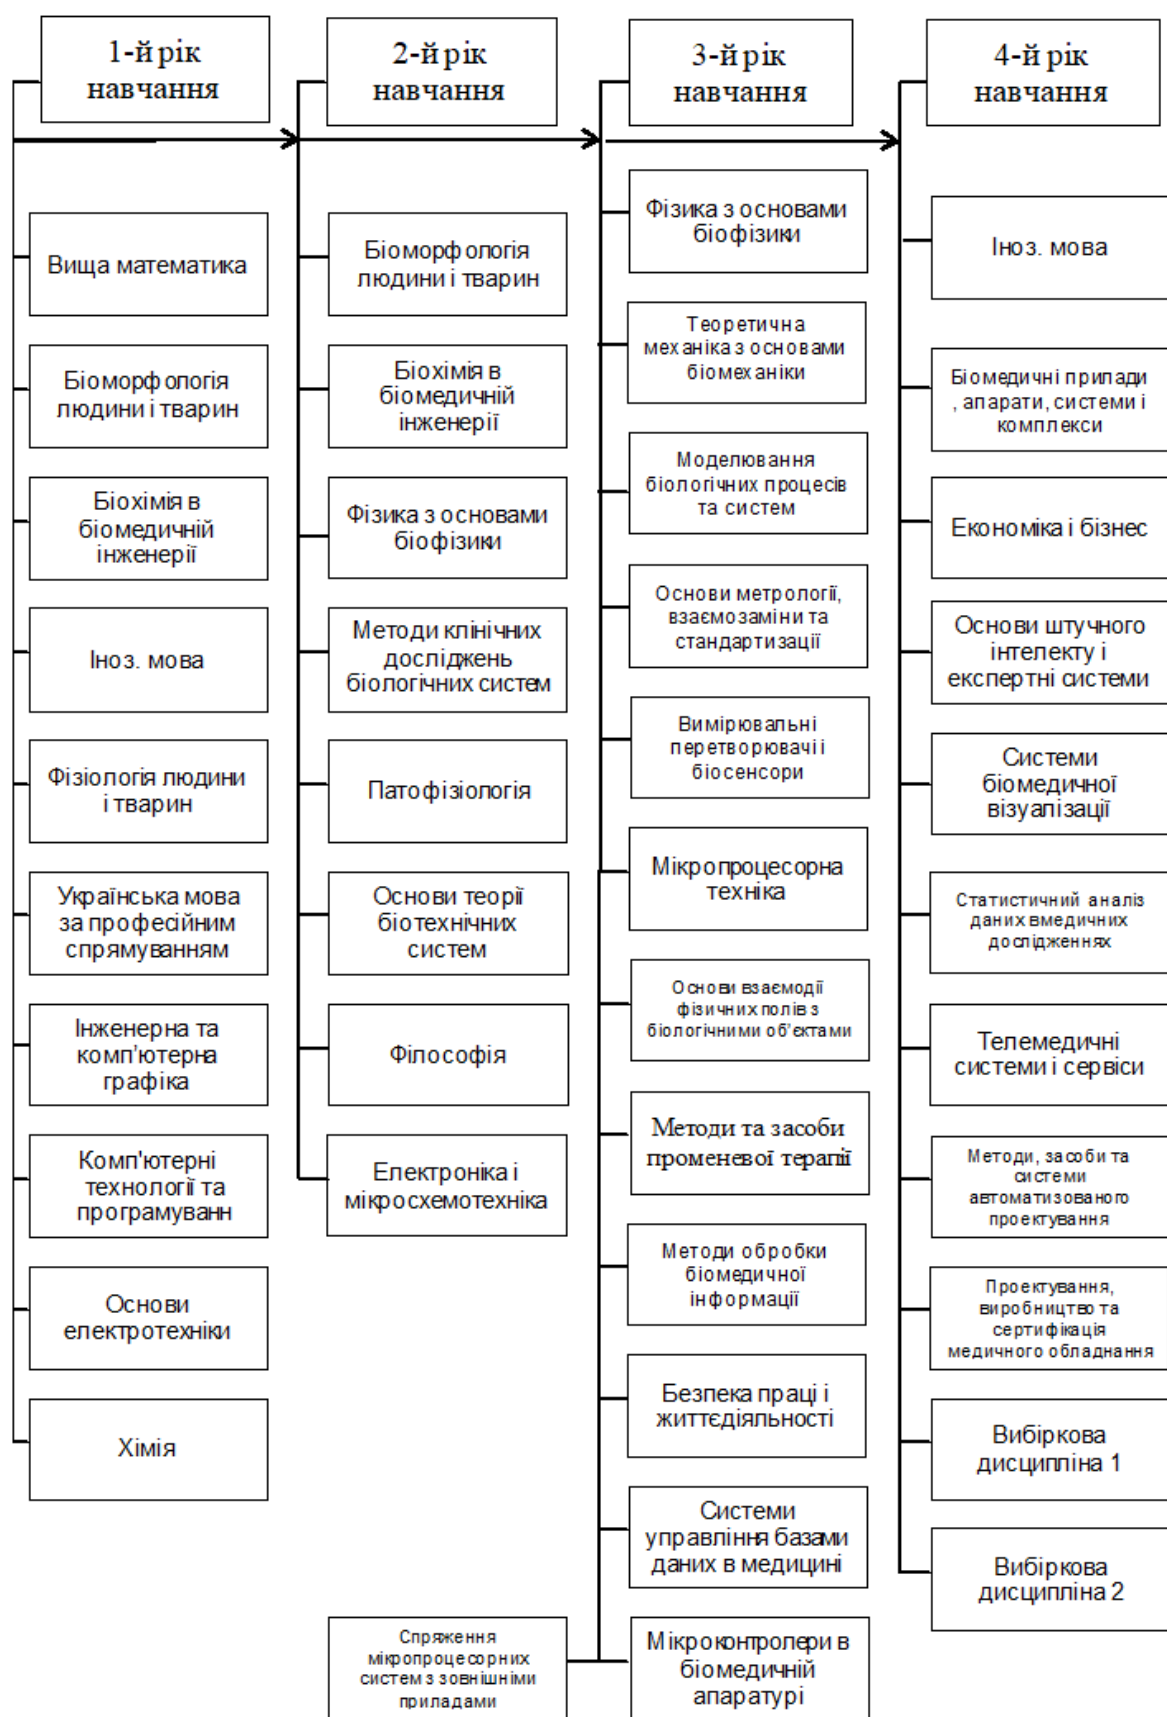 1-й рік
навчання
Вища математика
Біоморфологія
людини і тварин
Біохімія в
біомедичній
інженерії
Іноз. мова
Фізіологія людини
і тварин
Українська мова
за професійним
спрямуванням
Інженерна та
комп'ютерна
графіка
Комп'ютерні
технології та
програмуванн
Основи
електротехніки
Хімія
2-й рік
навчання
Біоморфологія
людини і тварин
Біохімія в
біомедичній
інженерії
Фізика з основами
біофізики
Методи клінічних
досліджень
біологічних систем
Патофізіологія
Основи теорії
біотехнічних
систем
Філософія
Електроніка і
мікросхемотехніка
Спряження
мікропроцесорних
систем з зовнішніми
приладами
3-й рік
навчання
Фізика з основами
біофізики
Теоретична
механіка з основами
біомеханіки
Моделювання
біологічних процесів
та систем
Основи метрології,
взаємозаміни та
стандартизації
Вимірювальні
перетворювачі і
біосенсори
Мікропроцесорна
техніка
Основи взаємодії
фізичних полів з
біологічними об'єктами
Методи та засоби
променевої терапії
Методи обробки
біомедичної
інформації
Безпека праці і
життєдіяльності
Системи
управління базами
даних в медицині
Мікроконтролери в
біомедичній
апаратурі
4-й рік
навчання
Іноз. мова
Біомедичні прилади
, апарати, системи і
комплекси
Економіка і бізнес
Основи штучного
інтелекту і
експертні системи
Системи
біомедичної
візуалізації
Статистичний аналіз
даних вмедичних
дослідженнях
Телемедичні
системи і сервіси
Методи, засоби та
системи
автоматизованого
проектування
Проектування,
виробництво та
сертифікація
медичного обладнання
Вибіркова
дисципліна 1
Вибіркова
дисципліна 2